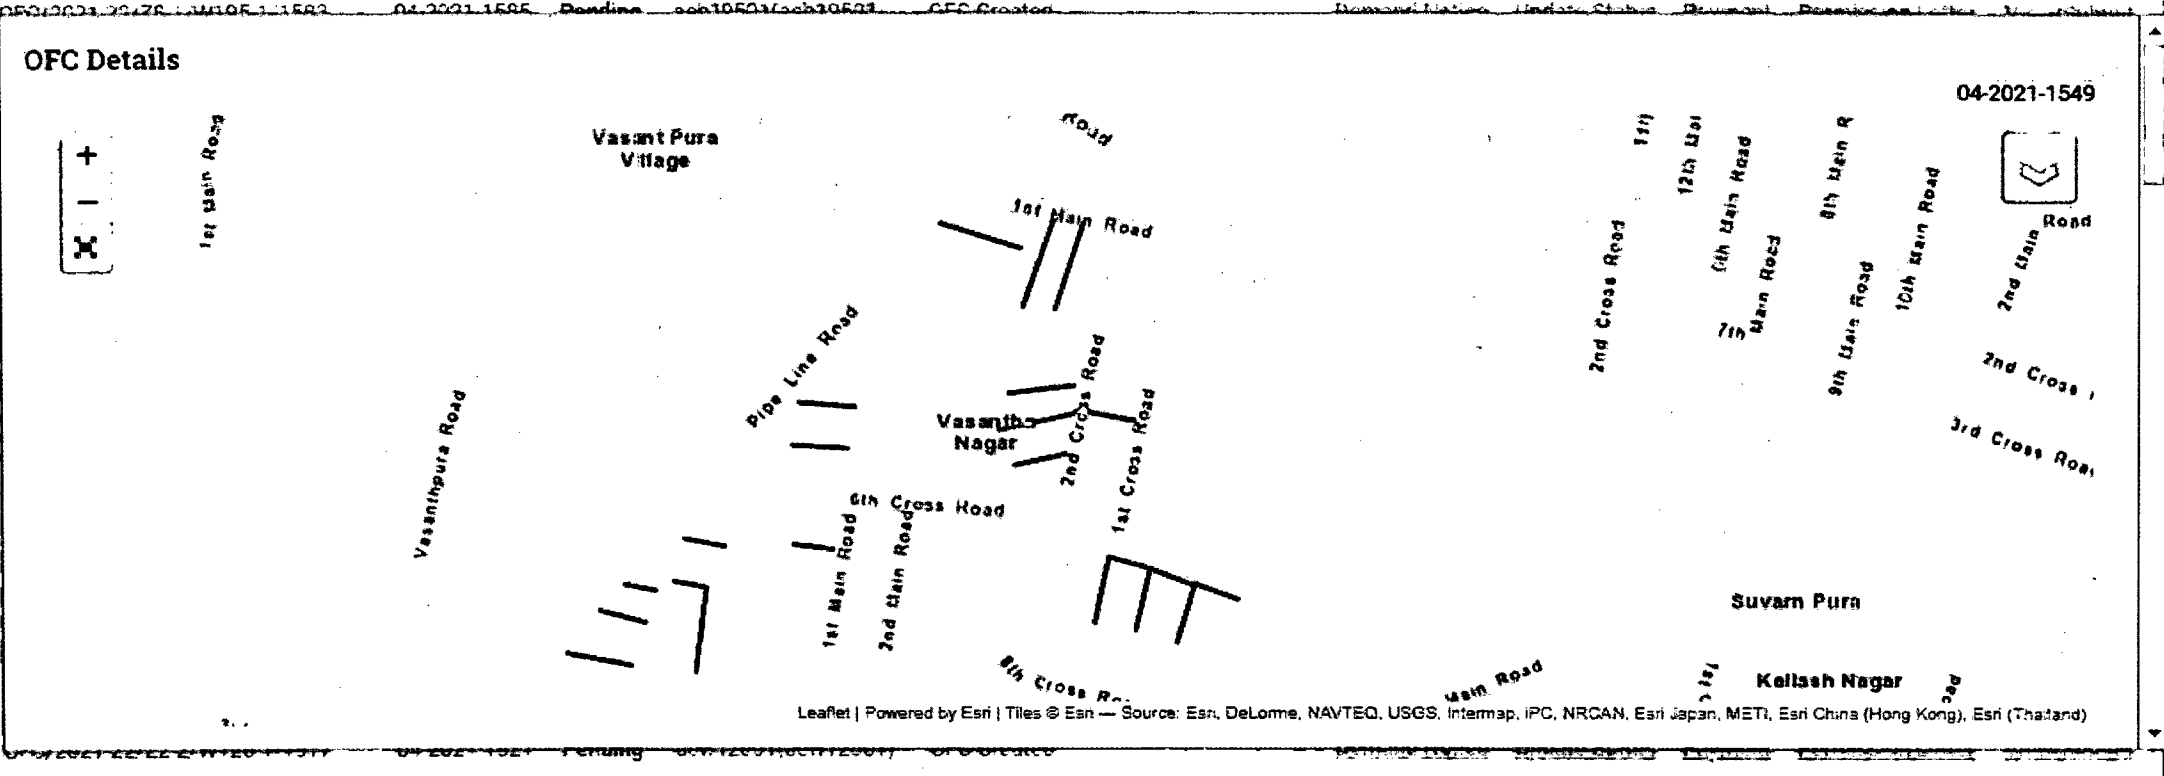 OFC Details
04-2021-1549
+
−
1st Main Road
Vasant Pura
Village
Road
1st Main Road
Pipe Line Road
Vasanthpura Road
2nd Cross Road
1st Cross Road
Nagar
6th Cross Road
1st Main Road
2nd Main Road
8th Cross
Main Road
2nd Cross Road
12th
6th Main Road
7th Main Road
8th Main R
9th Main Road
10th Main Road
2nd Main
Road
2nd Cross
3rd Cross Road
Suvarn Pura
Kailash Nagar
Leaflet | Powered by Esri | Tiles © Esri — Source: Esri, DeLorme, NAVTEQ, USGS, Intermap, iPC, NRCAN, Esri Japan, METI, Esri China (Hong Kong), Esri (Thailand)